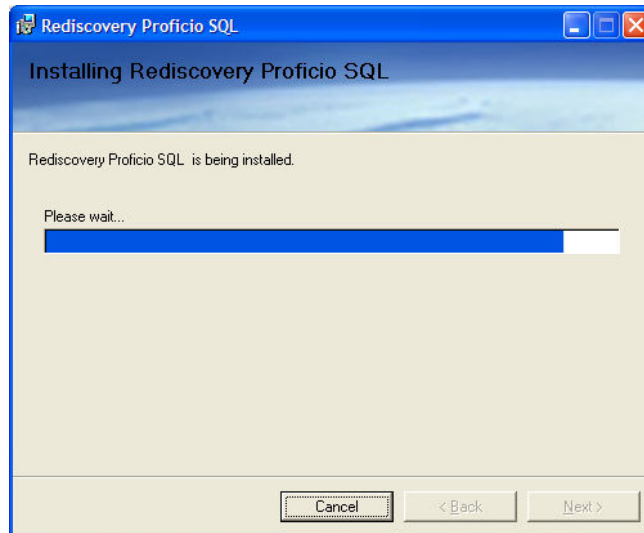 Rediscovery Proficio SQL
Installing Rediscovery Proficio SQL
Rediscovery Proficio SQL is being installed.
Please wait...
Cancel
< Back
Next >